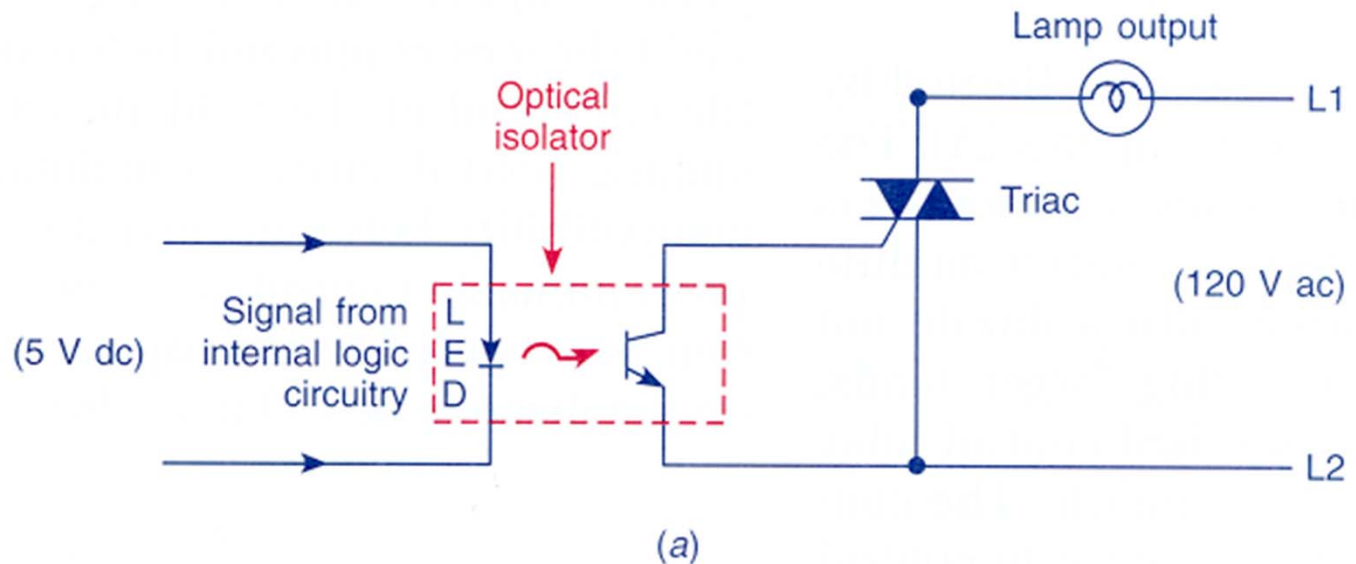 Lamp output
L1
Optical
isolator
Triac
(120 V ac)
Signal from
internal logic
circuitry
(5 V dc)
L
E
D
L2
(a)